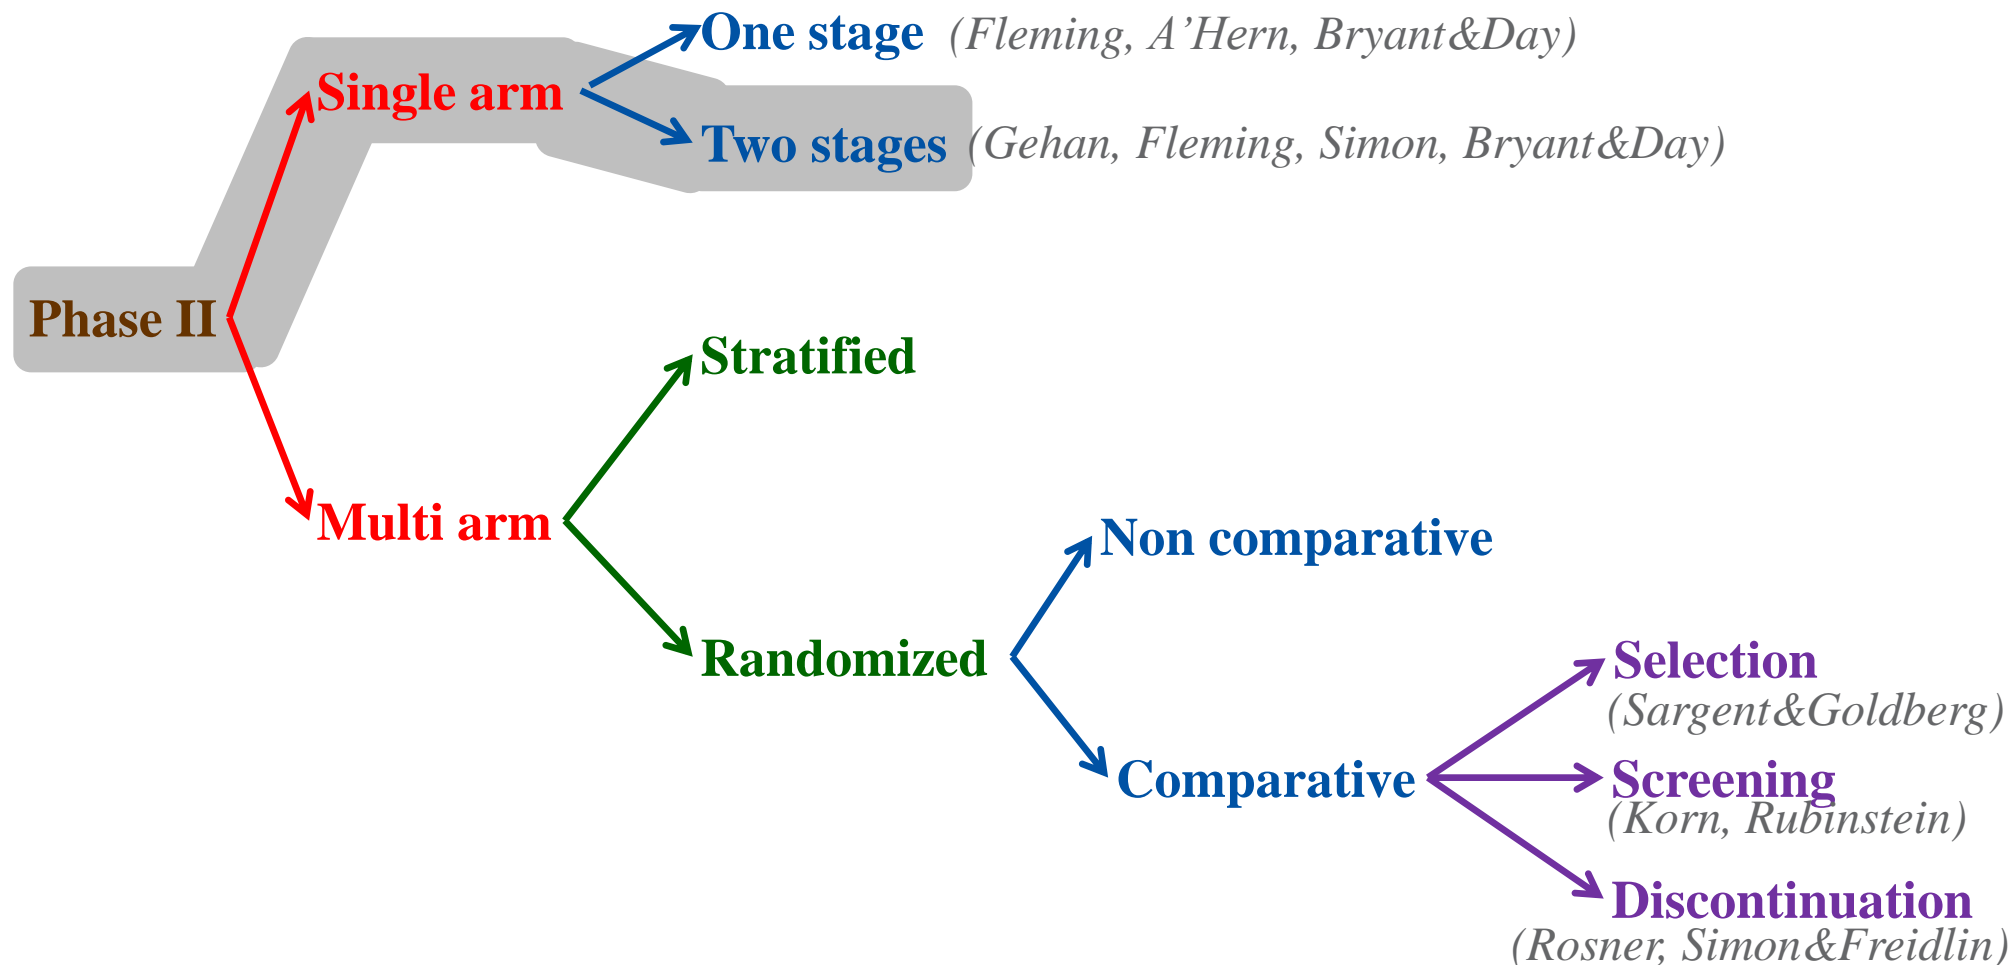 One stage (Fleming, A’Hern, Bryant&Day)
Single arm
Two stages (Gehan, Fleming, Simon, Bryant&Day)
Phase II
Stratified
Multi arm
Non comparative
Randomized
Selection
(Sargent&Goldberg)
Comparative
Screening
(Korn, Rubinstein)
Discontinuation
(Rosner, Simon&Freidlin)